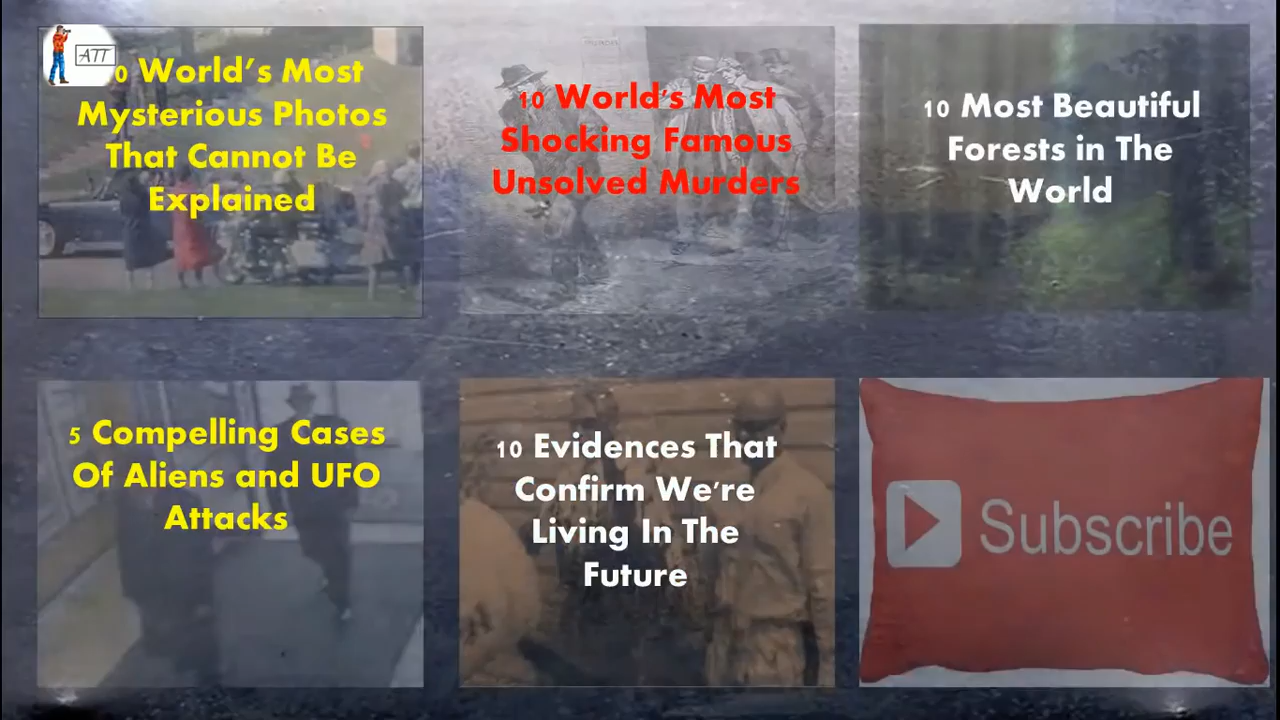 ATT
0 World's Most
Mysterious Photos
That Cannot Be
Explained
10 World's Most
Shocking Famous
Unsolved Murders
10 Most Beautiful
Forests in The
World
5 Compelling Cases
Of Aliens and UFO
Attacks
10 Evidences That
Confirm We're
Living In The
Future
Subscribe